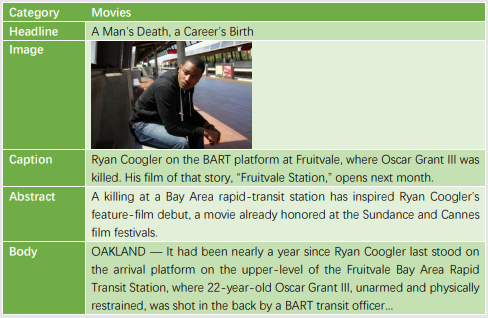 Category Movies
Headline A Man's Death, a Career's Birth
Image
Caption Ryan Coogler on the BART platform at Fruitvale, where Oscar Grant III was
killed. His film of that story, "Fruitvale Station," opens next month.
Abstract A killing at a Bay Area rapid-transit station has inspired Ryan Coogler's
feature-film debut, a movie already honored at the Sundance and Cannes
film festivals.
Body OAKLAND — It had been nearly a year since Ryan Coogler last stood on
the arrival platform on the upper-level of the Fruitvale Bay Area Rapid
Transit Station, where 22-year-old Oscar Grant III, unarmed and physically
restrained, was shot in the back by a BART transit officer...